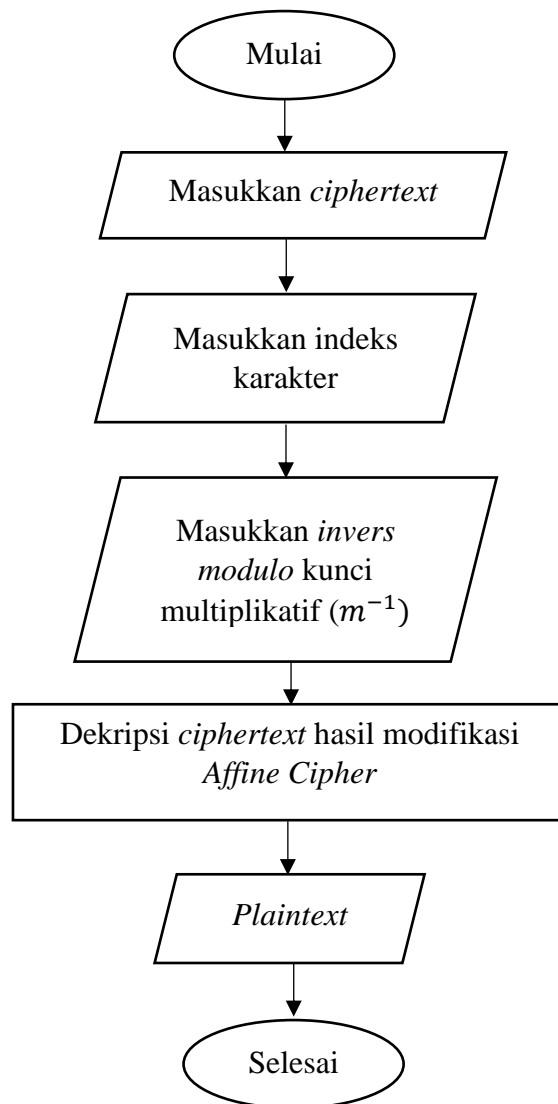 Mulai
Masukkan ciphertext
Masukkan indeks
karakter
Masukkan invers
modulo kunci
multiplikatif (m⁻¹)
Dekripsi ciphertext hasil modifikasi
Affine Cipher
Plaintext
Selesai